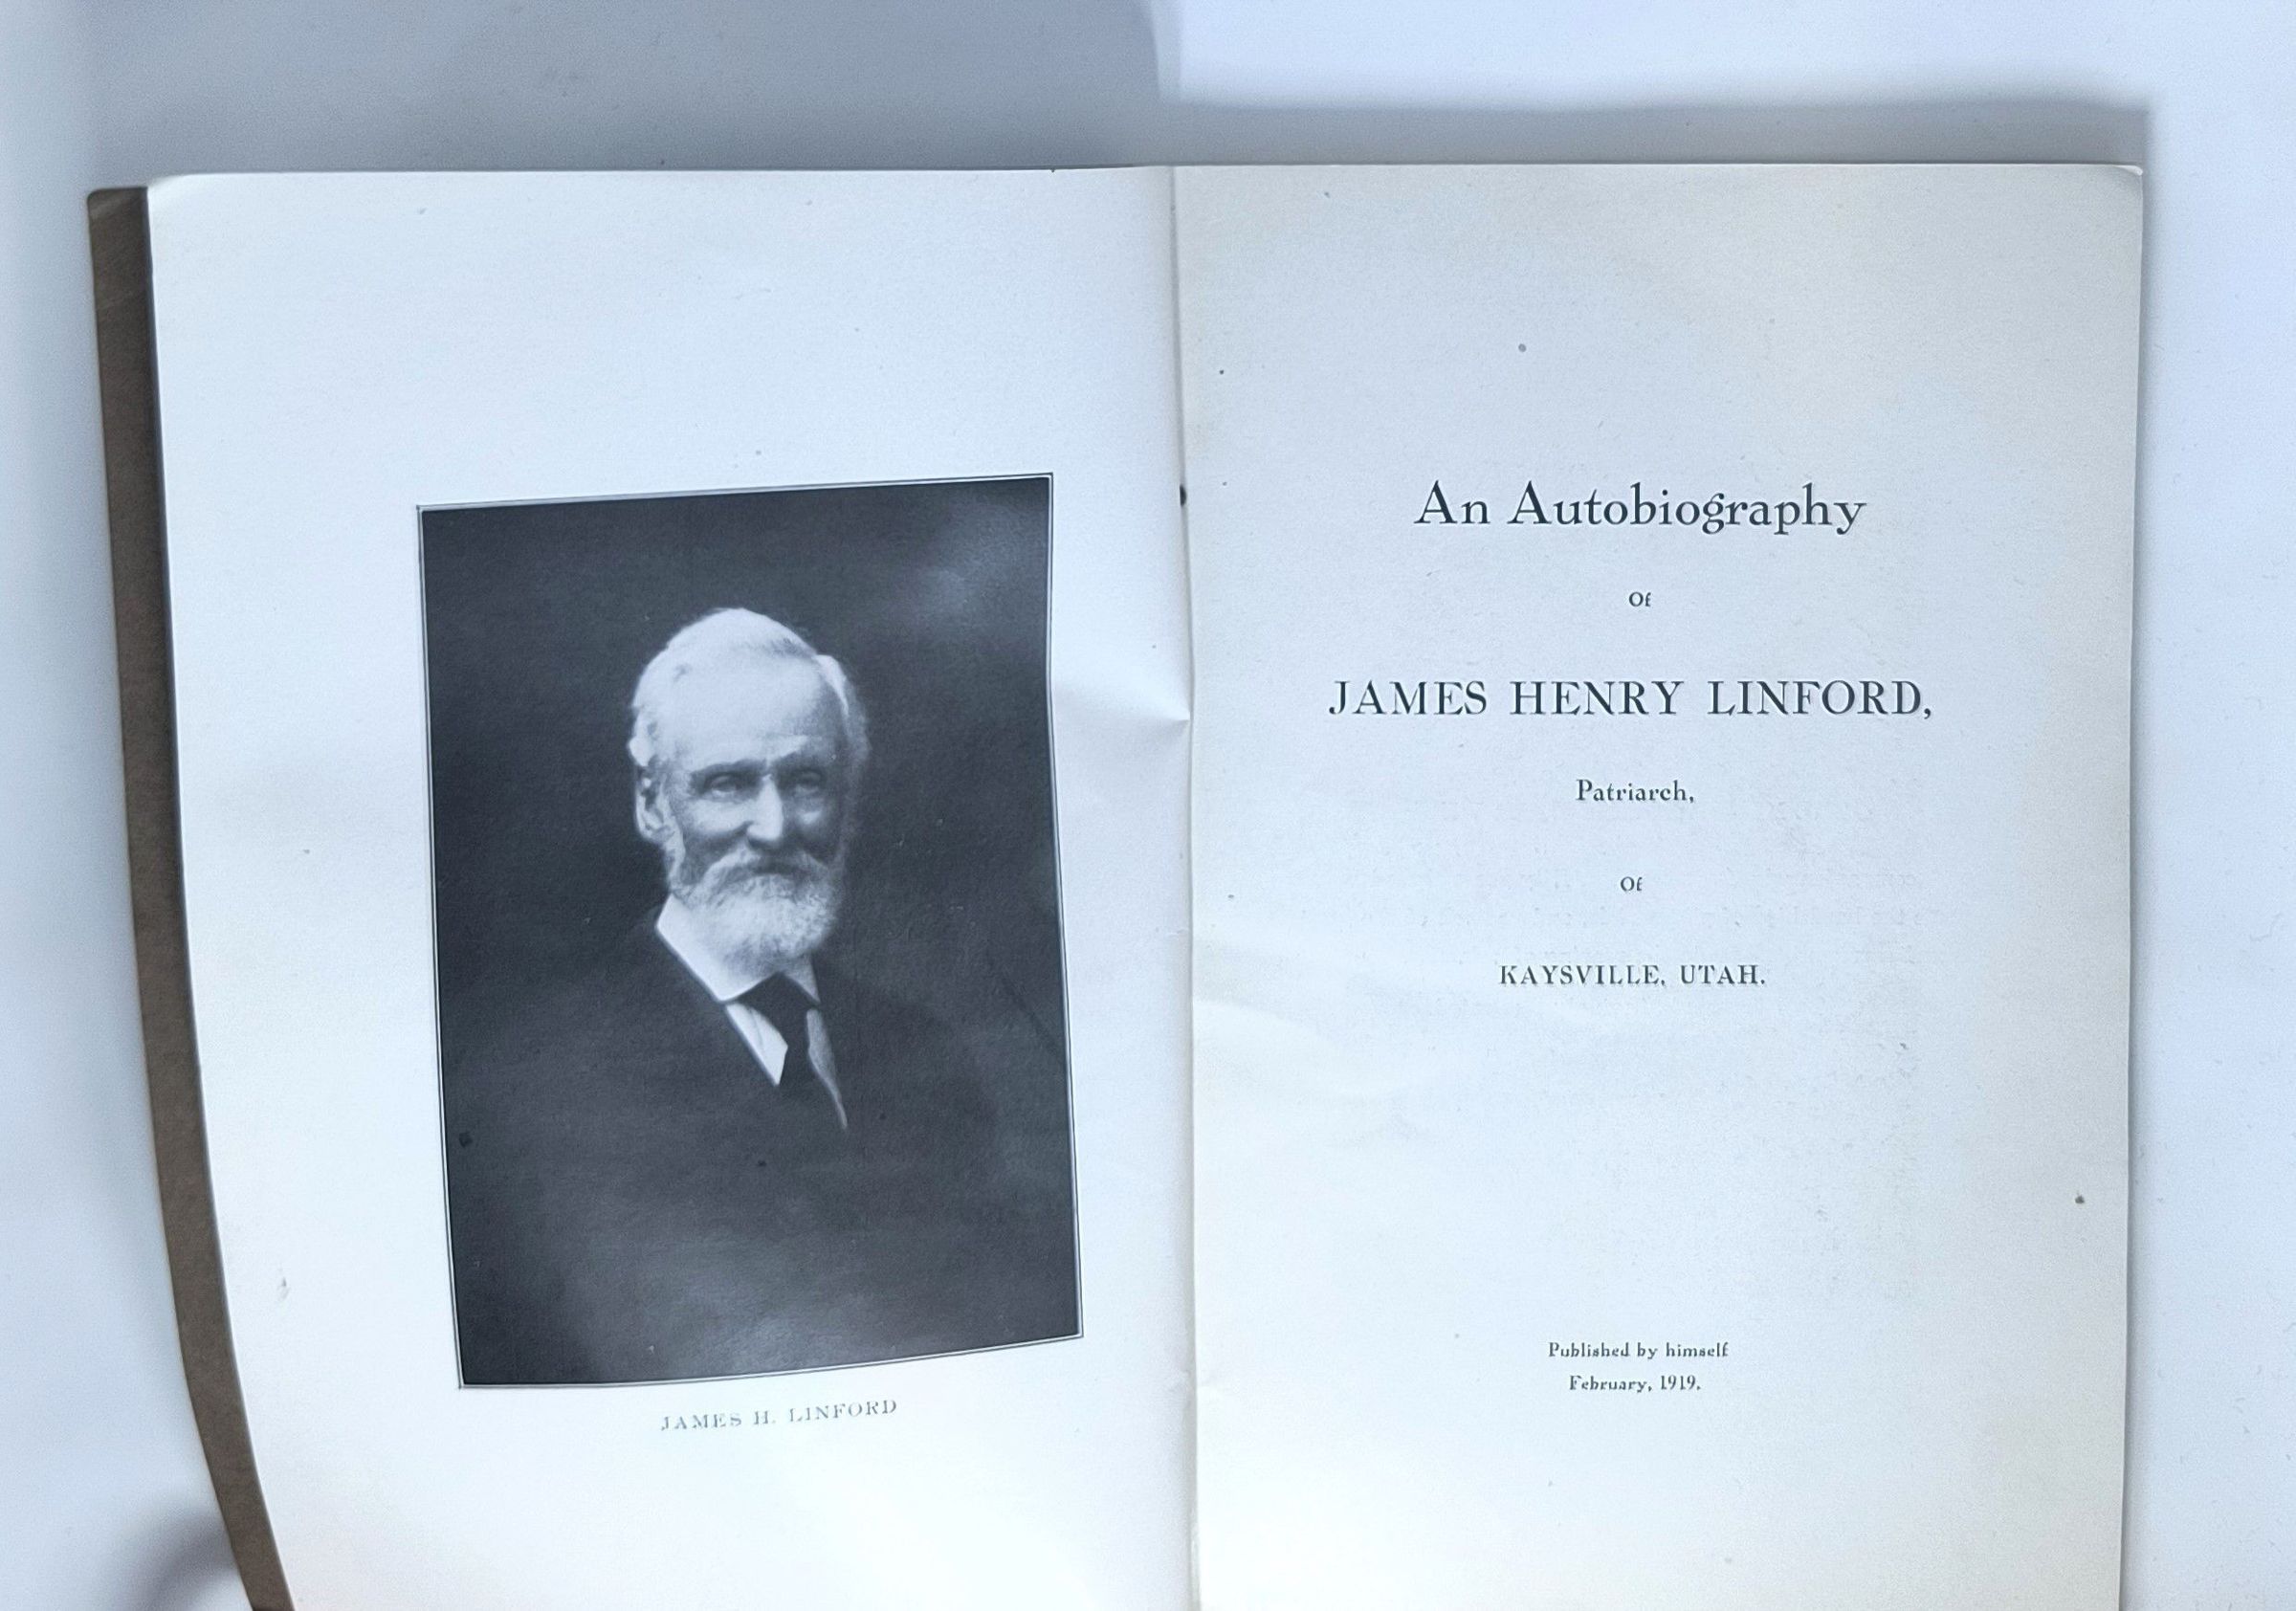 JAMES H. LINFORD
An Autobiography
Of
JAMES HENRY LINFORD,
Patriarch,
Of
KAYSVILLE, UTAH.
Published by himself
February, 1919.